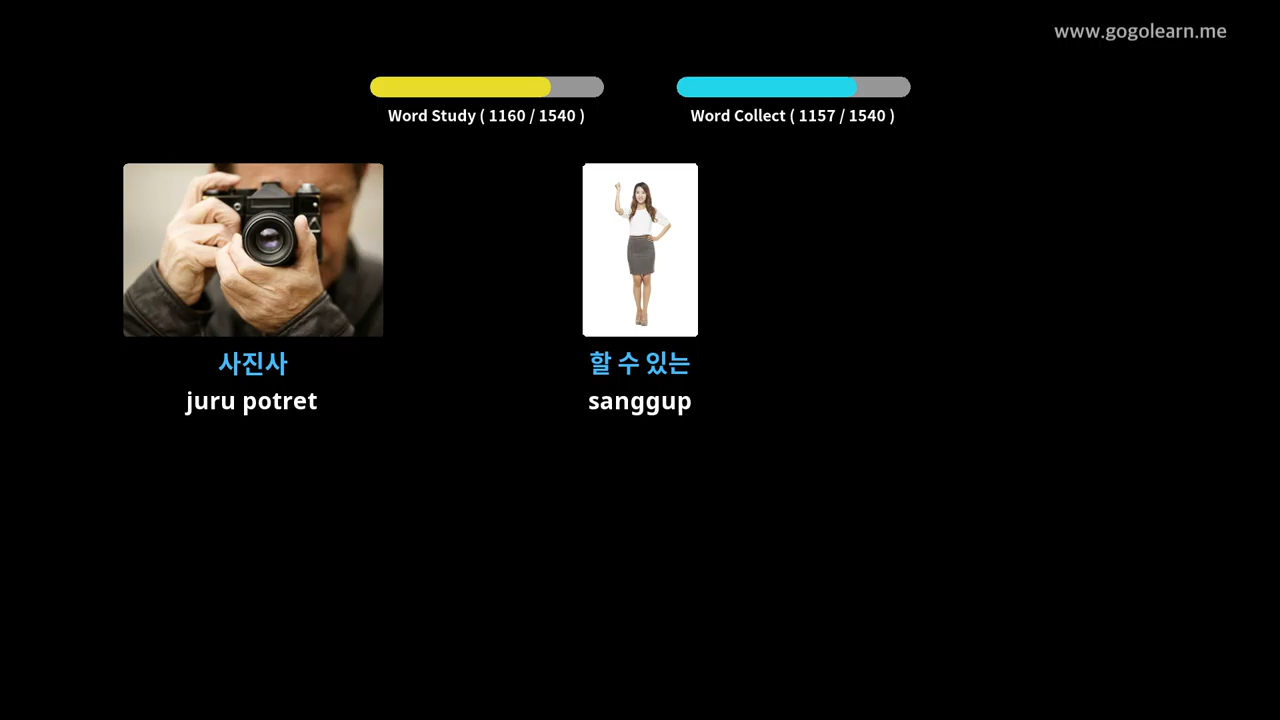 www.gogolearn.me
Word Study ( 1160 / 1540 )
Word Collect ( 1157 / 1540 )
사진사
juru potret
할 수 있는
sanggup